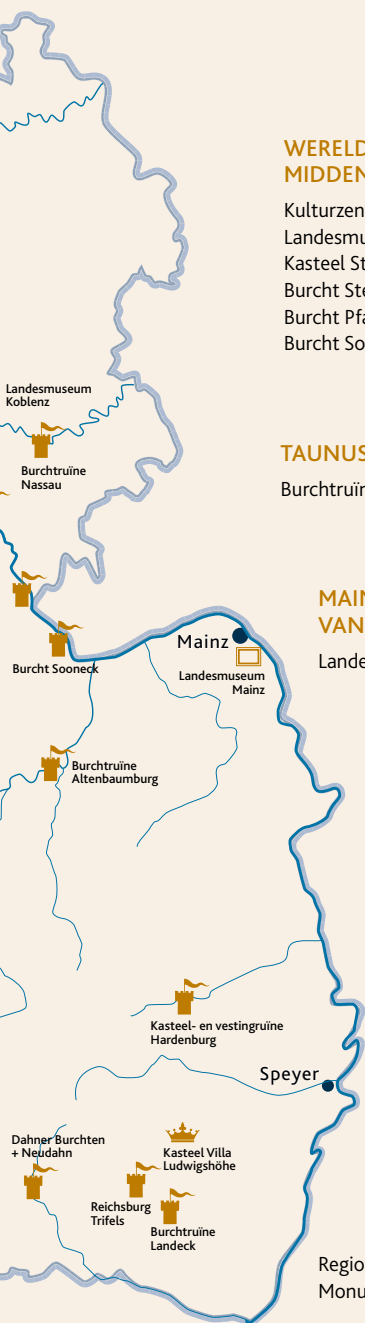 WERELD
MIDDEN
Kulturzen
Landesmu
Kasteel St
Burcht Ste
Burcht Pfa
Burcht So
Landesmuseum
Koblenz
Burchtruïne
Nassau
TAUNUS
Burchtruïn
MAIN
VAN
Lande
Mainz
Landesmuseum
Mainz
Burcht Sooneck
Burchtruïne
Altenbaumburg
Kasteel- en vestingruïne
Hardenburg
Speyer
Dahner Burchten
+ Neudahn
Kasteel Villa
Ludwigshöhe
Reichsburg
Trifels
Burchtruïne
Landeck
Regio
Monu